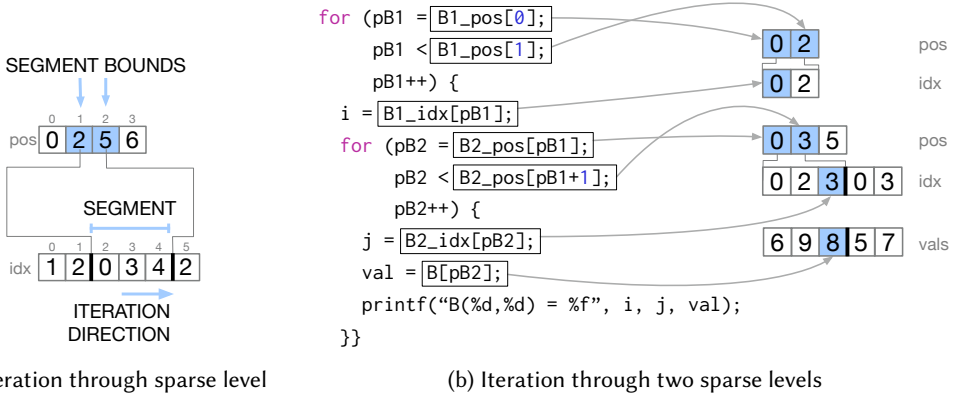 SEGMENT BOUNDS
0 1 2 3
pos 0 2 5 6
SEGMENT
0 1 2 3 4 5
idx 1 2 0 3 4 2
ITERATION
DIRECTION
eration through sparse level
for (pB1 = B1_pos[0];
pB1 < B1_pos[1];
pB1++) {
i = B1_idx[pB1];
for (pB2 = B2_pos[pB1];
pB2 < B2_pos[pB1+1];
pB2++) {
j = B2_idx[pB2];
val = B[pB2];
printf(“B(%d,%d) = %f”, i, j, val);
}}
0 2 pos
0 2 idx
0 3 5 pos
0 2 3 0 3 idx
6 9 8 5 7 vals
(b) Iteration through two sparse levels